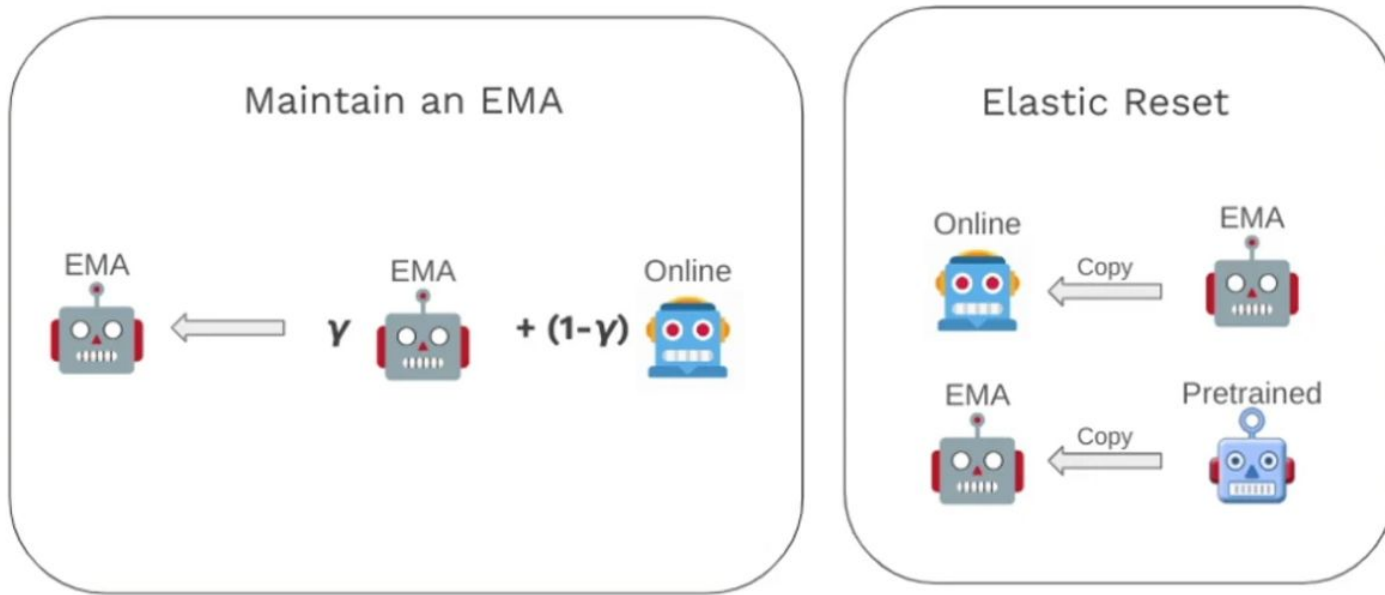 Maintain an EMA
EMA
EMA
Online
γ
+ (1-γ)
Elastic Reset
Online
EMA
Copy
EMA
Pretrained
Copy